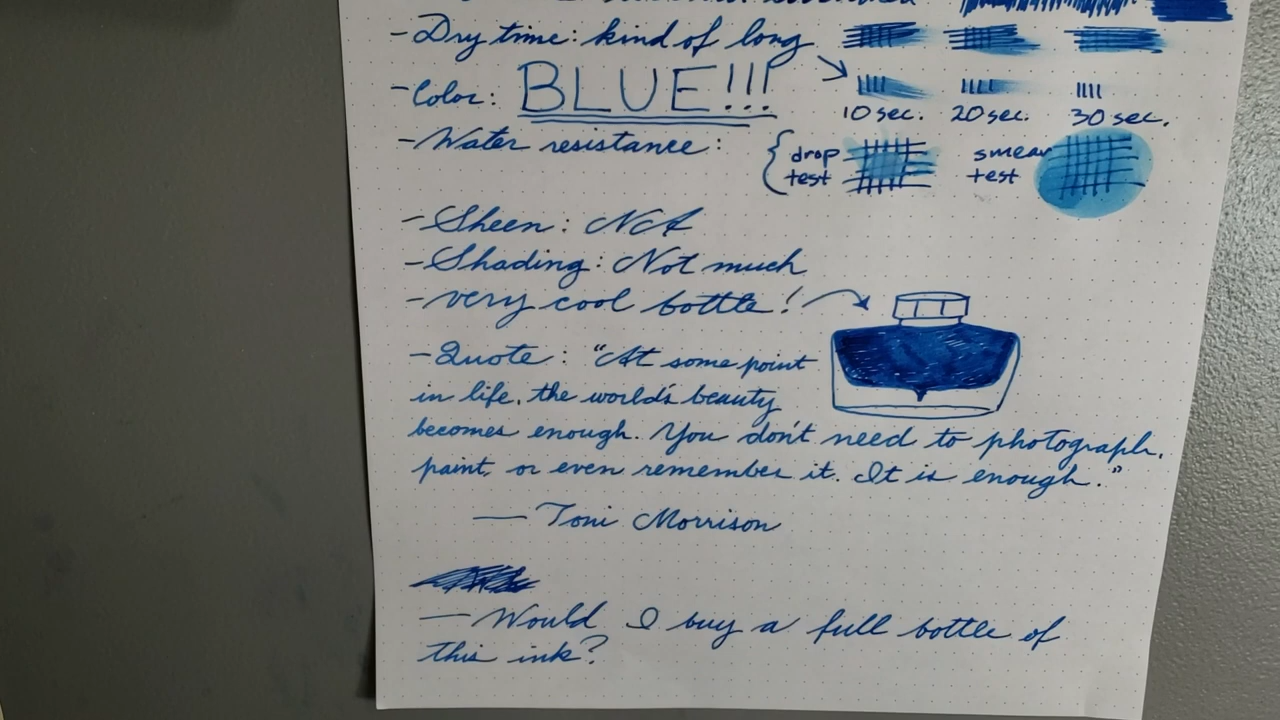 -Dry time: kind of long
-Color: BLUE!!!
10 sec. 20 sec. 30 sec.
-Water resistance: { drop test smear test
-Sheen: NA
-Shading: Not much
-very cool bottle!
-Quote: "At some point
in life, the world's beauty
becomes enough. You don't need to photograph,
paint, or even remember it. It is enough."
— Toni Morrison
— Would I buy a full bottle of
this ink?